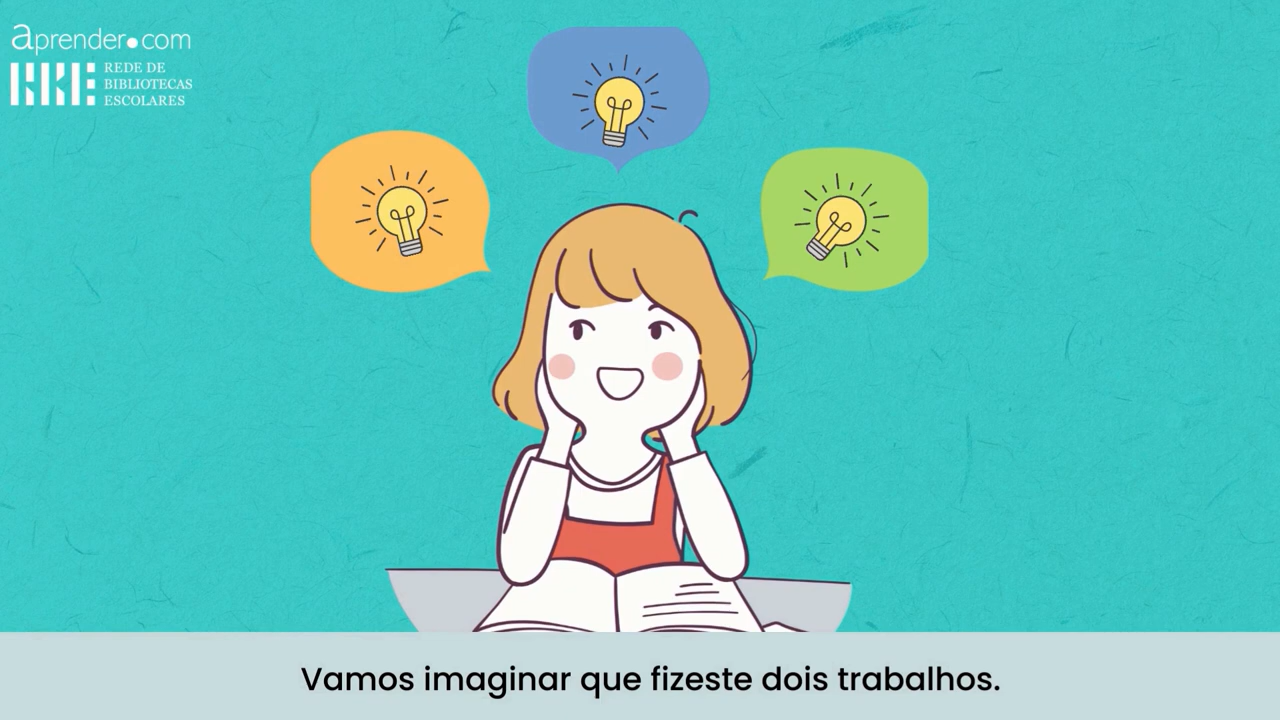 aprender.com
REDE DE
BIBLIOTECAS
ESCOLARES
Vamos imaginar que fizeste dois trabalhos.